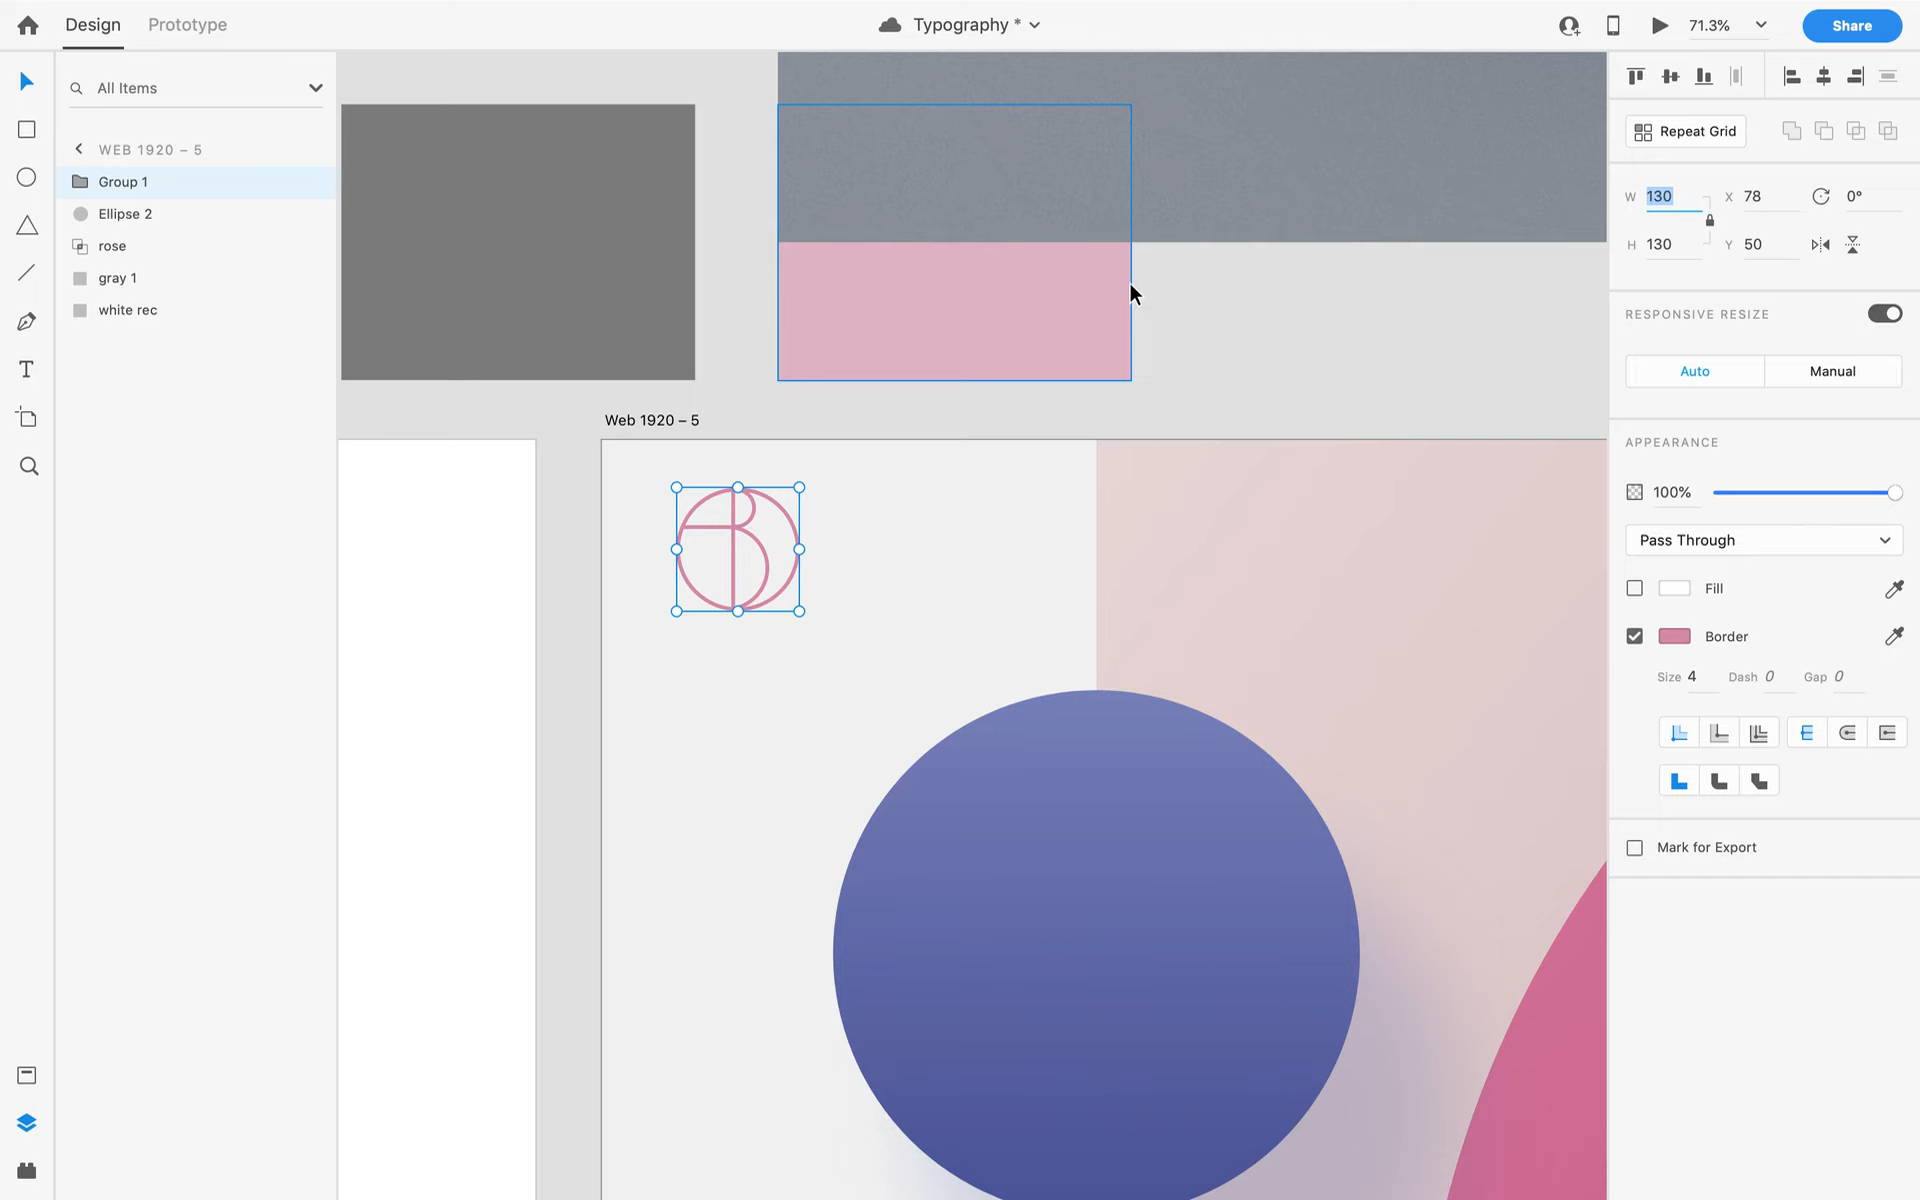 Design Prototype Typography * 71.3% Share
All Items
WEB 1920 – 5
Group 1
Ellipse 2
rose
gray 1
white rec
Web 1920 – 5
Repeat Grid
W 130 X 78 0°
H 130 Y 50
RESPONSIVE RESIZE
Auto Manual
APPEARANCE
100%
Pass Through
Fill
Border
Size 4 Dash 0 Gap 0
Mark for Export